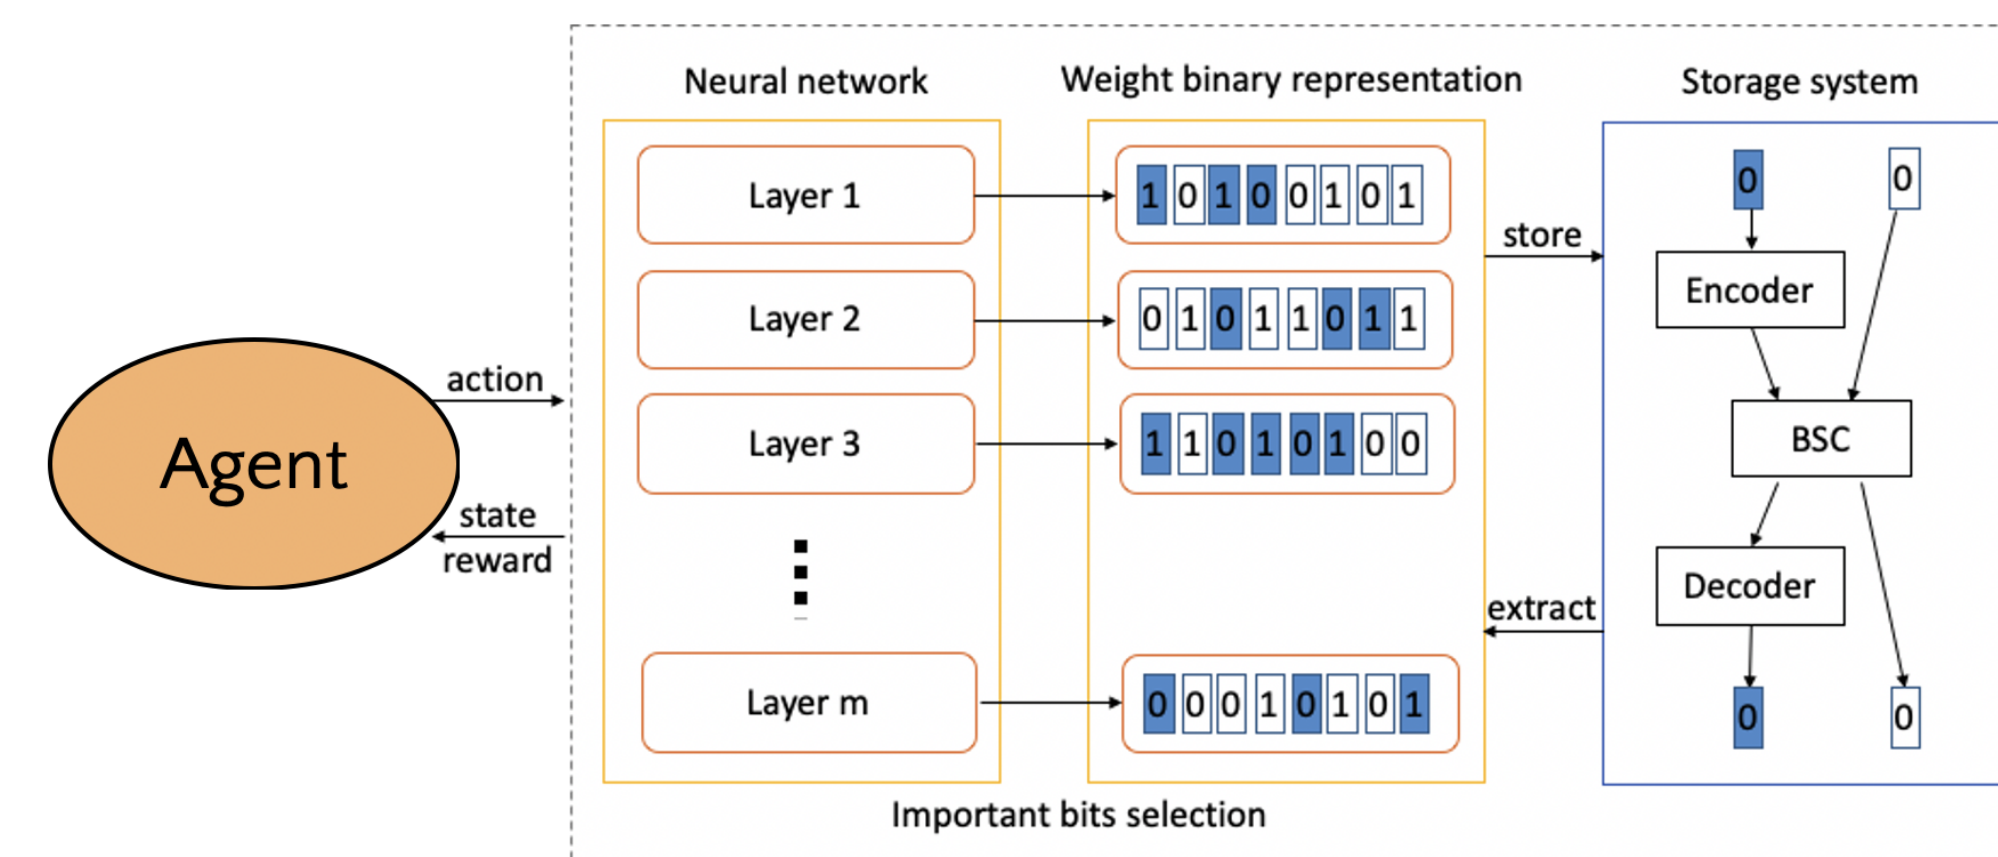 Neural network
Weight binary representation
Storage system
Layer 1
1 0 1 0 0 1 0 1
Layer 2
0 1 0 1 1 0 1 1
Layer 3
1 1 0 1 0 1 0 0
Layer m
0 0 0 1 0 1 0 1
Agent
action
state
reward
store
extract
0
0
Encoder
BSC
Decoder
0
0
Important bits selection